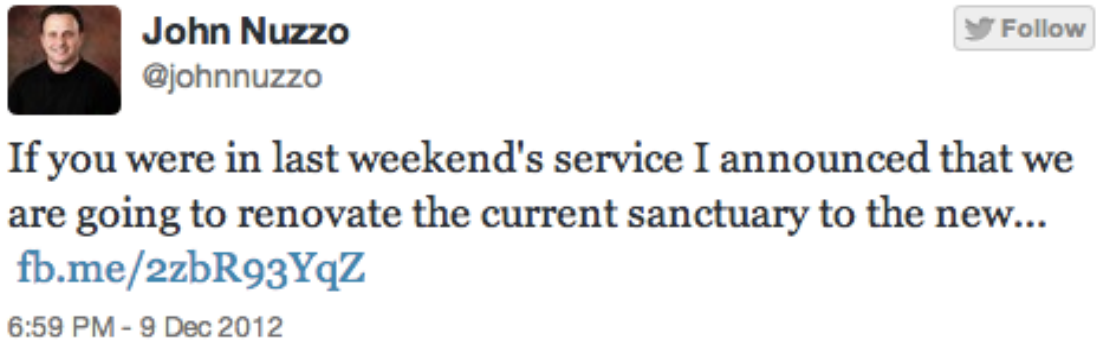 John Nuzzo
Follow
@johnnuzzo
If you were in last weekend's service I announced that we
are going to renovate the current sanctuary to the new...
fb.me/2zbR93YqZ
6:59 PM - 9 Dec 2012